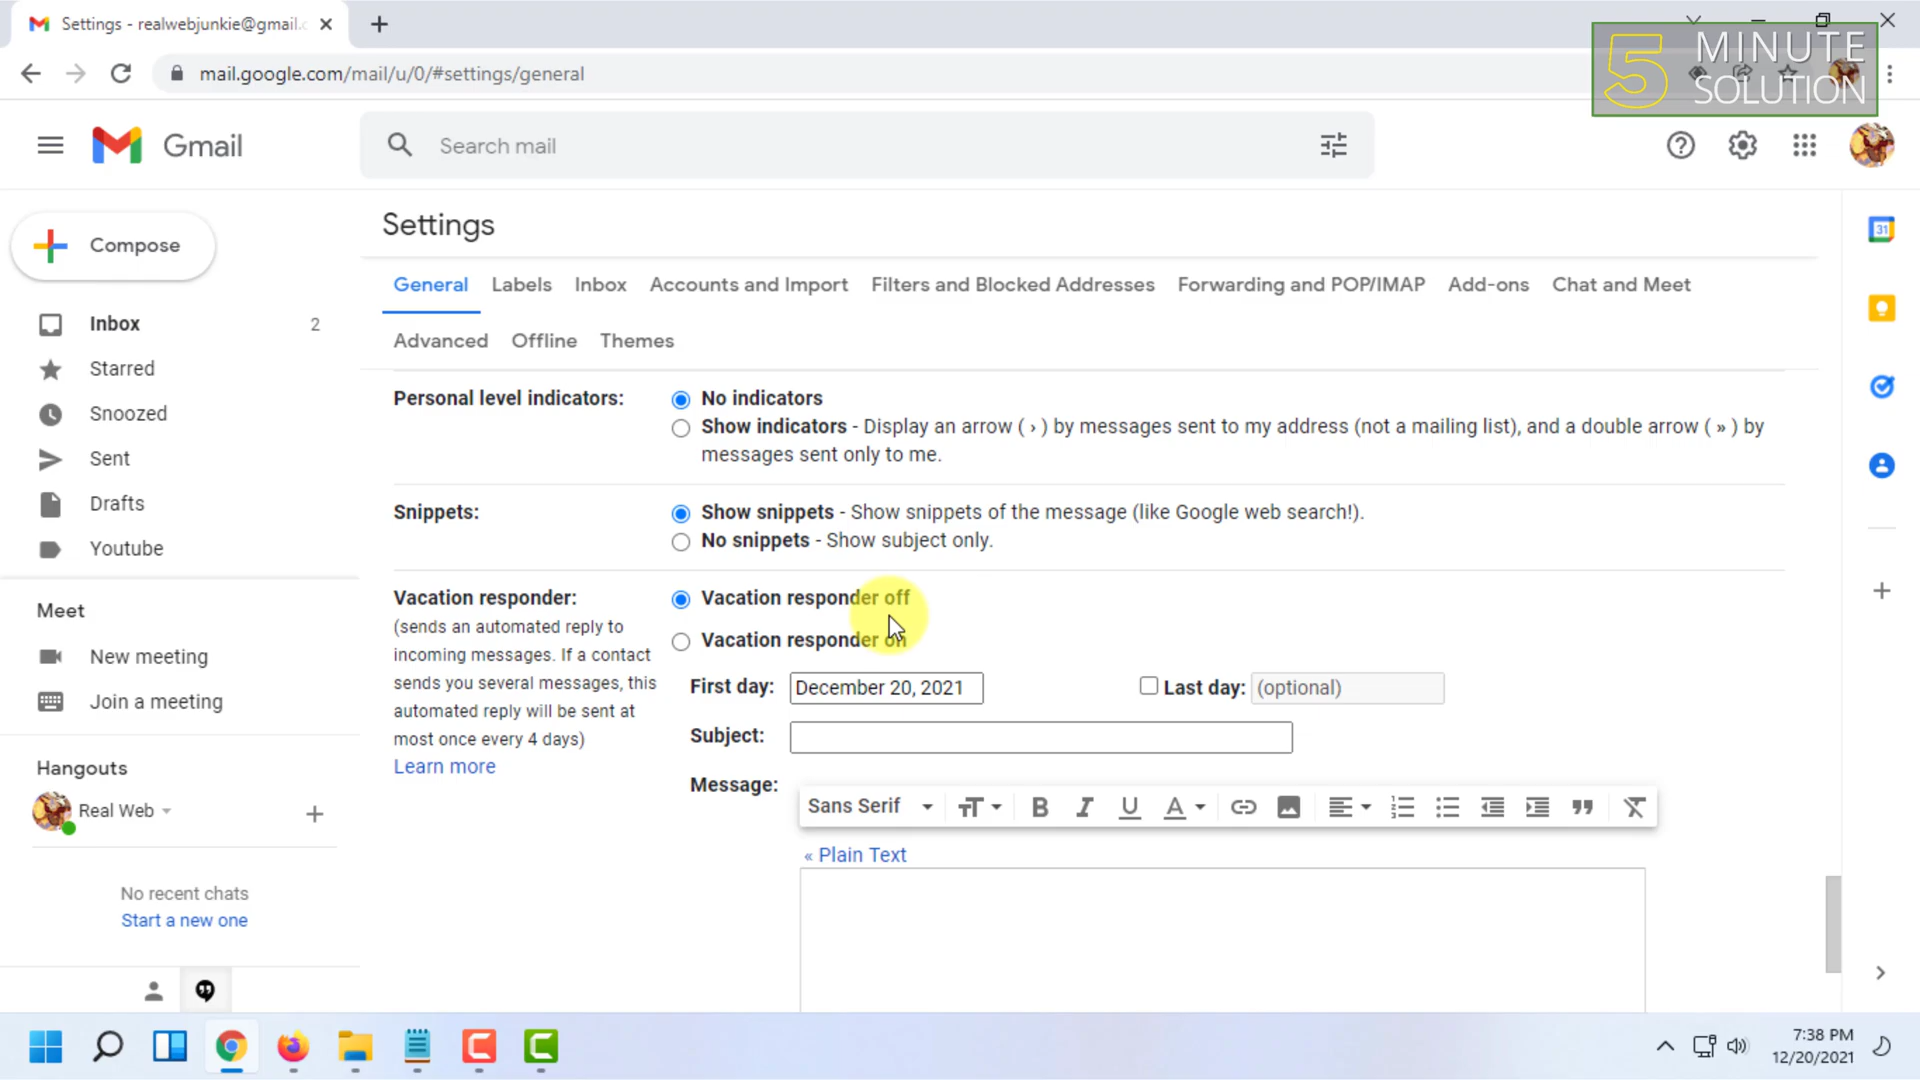 Settings - realwebjunkie@gmail.c
mail.google.com/mail/u/0/#settings/general
5 MINUTE
SOLUTION
Gmail
Search mail
Compose
Settings
General Labels Inbox Accounts and Import Filters and Blocked Addresses Forwarding and POP/IMAP Add-ons Chat and Meet
Advanced Offline Themes
Inbox 2
Starred
Snoozed
Sent
Drafts
Youtube
Meet
New meeting
Join a meeting
Hangouts
Real Web
No recent chats
Start a new one
Personal level indicators:
No indicators
Show indicators - Display an arrow ( › ) by messages sent to my address (not a mailing list), and a double arrow ( » ) by
messages sent only to me.
Snippets:
Show snippets - Show snippets of the message (like Google web search!).
No snippets - Show subject only.
Vacation responder:
(sends an automated reply to
incoming messages. If a contact
sends you several messages, this
automated reply will be sent at
most once every 4 days)
Learn more
Vacation responder off
Vacation responder on
First day: December 20, 2021 Last day: (optional)
Subject:
Message:
Sans Serif
B I U A
« Plain Text
31
7:38 PM
12/20/2021